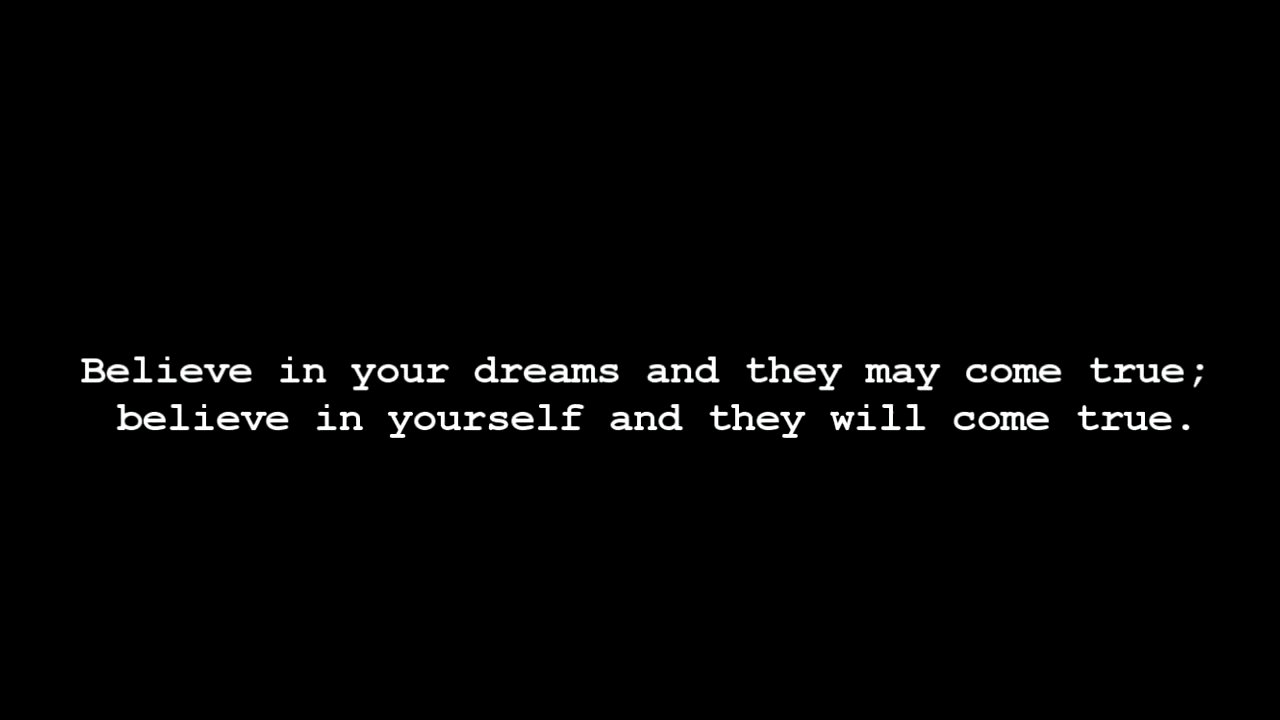 Believe in your dreams and they may come true;
believe in yourself and they will come true.